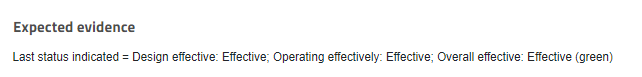 Expected evidence
Last status indicated = Design effective: Effective; Operating effectively: Effective; Overall effective: Effective (green)